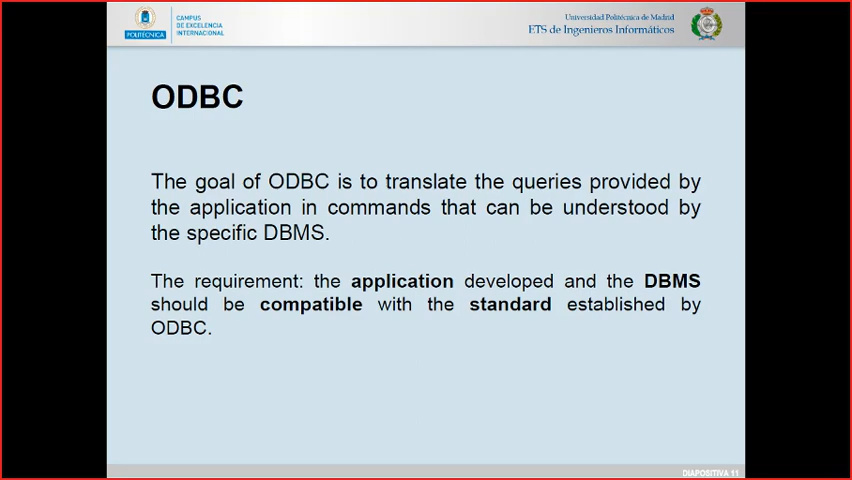 POLITÉCNICA
CAMPUS
DE EXCELENCIA
INTERNACIONAL
Universidad Politécnica de Madrid
ETS de Ingenieros Informáticos
ODBC
The goal of ODBC is to translate the queries provided by
the application in commands that can be understood by
the specific DBMS.
The requirement: the application developed and the DBMS
should be compatible with the standard established by
ODBC.
DIAPOSITIVA 11